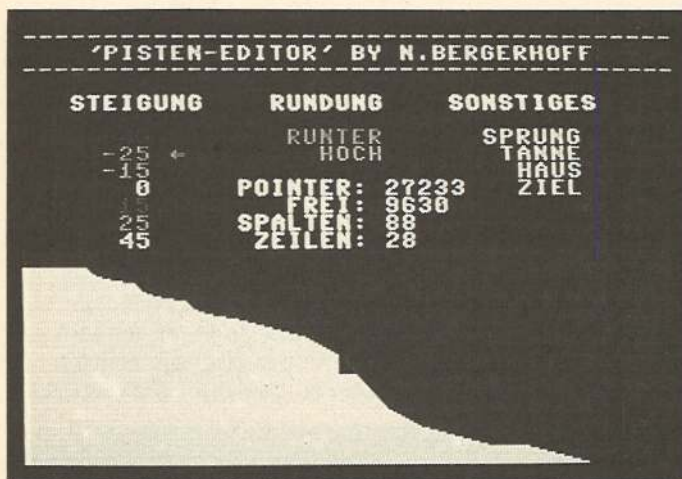 'PISTEN-EDITOR' BY N.BERGERHOFF
STEIGUNG RUNDUNG SONSTIGES
RUNTER SPRUNG
-25 ← HOCH TANNE
-15 HAUS
0 POINTER: 27233 ZIEL
15 FREI: 9630
25 SPALTEN: 88
45 ZEILEN: 28